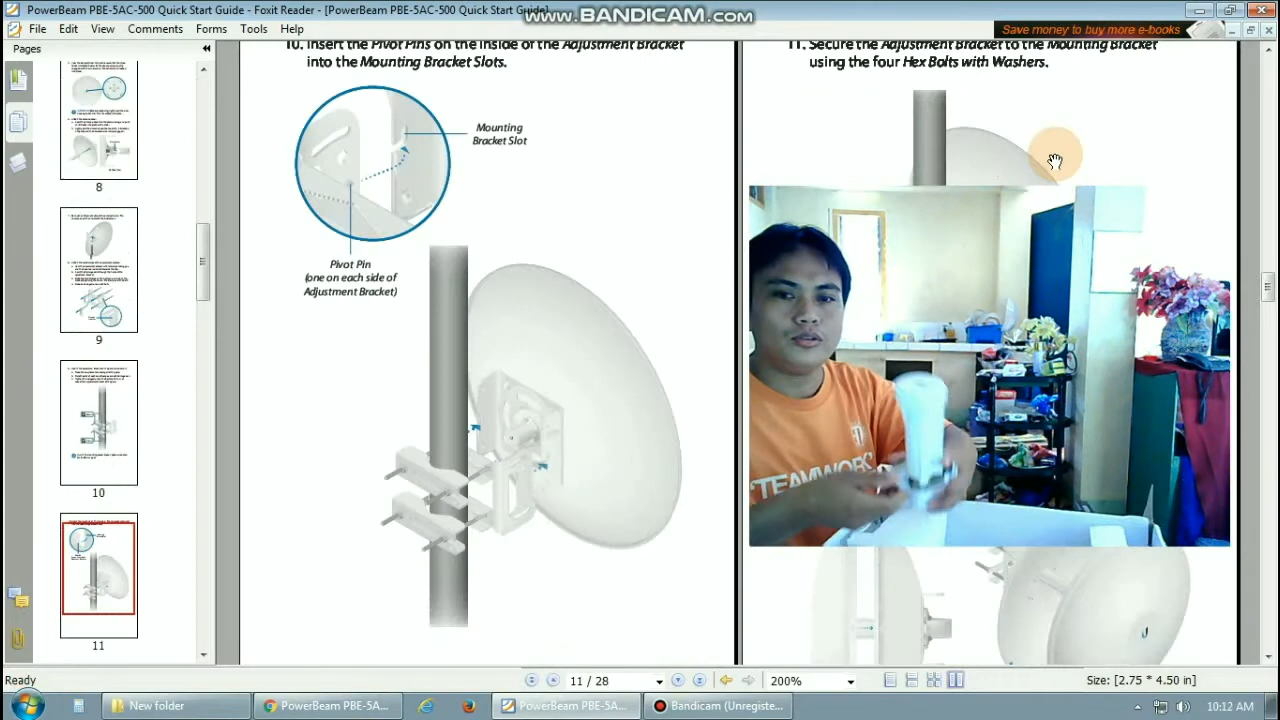 PowerBeam PBE-5AC-500 Quick Start Guide - Foxit Reader - [PowerBeam PBE-5AC-500 Quick Start Guide]
www.BANDICAM.com
File Edit View Comments Forms Tools Help
Save money to buy more e-books
Pages
8
9
10
11
10. Insert the Pivot Pins on the inside of the Adjustment Bracket
into the Mounting Bracket Slots.
Mounting
Bracket Slot
Pivot Pin
(one on each side of
Adjustment Bracket)
11. Secure the Adjustment Bracket to the Mounting Bracket
using the four Hex Bolts with Washers.
TEAMWORK
Ready
11 / 28
200%
Size: [2.75 * 4.50 in]
New folder
PowerBeam PBE-5A...
PowerBeam PBE-5AC...
Bandicam (Unregiste...
10:12 AM